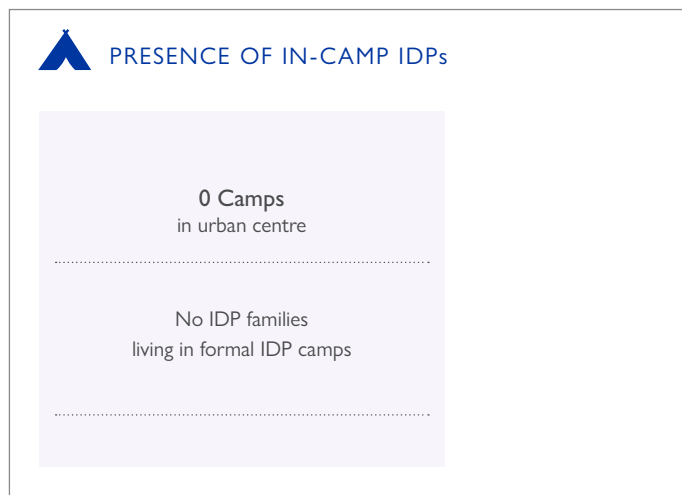 PRESENCE OF IN-CAMP IDPs
0 Camps
in urban centre
No IDP families
living in formal IDP camps